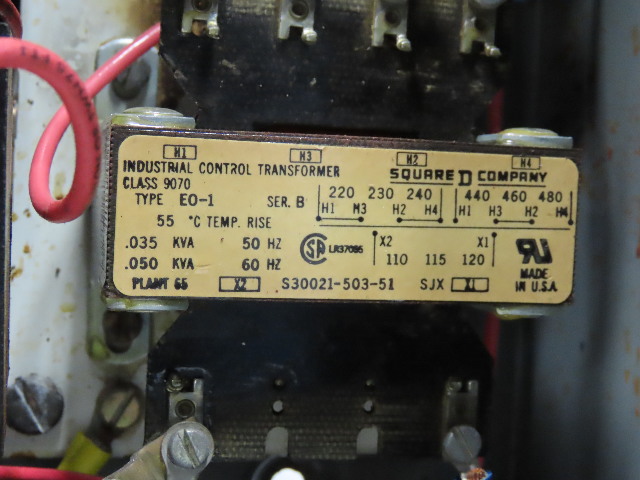 H1 H3 H2 H4
INDUSTRIAL CONTROL TRANSFORMER
SQUARE D COMPANY
CLASS 9070
TYPE EO-1 SER. B
220 230 240 440 460 480
H1 H3 H2 H4 H1 H3 H2 H4
55 °C TEMP. RISE
.035 KVA 50 HZ
SA LR37055
X2 X1
.050 KVA 60 HZ
110 115 120
MADE
IN U.S.A.
PLANT 65 X2 S30021-503-51 SJX X1